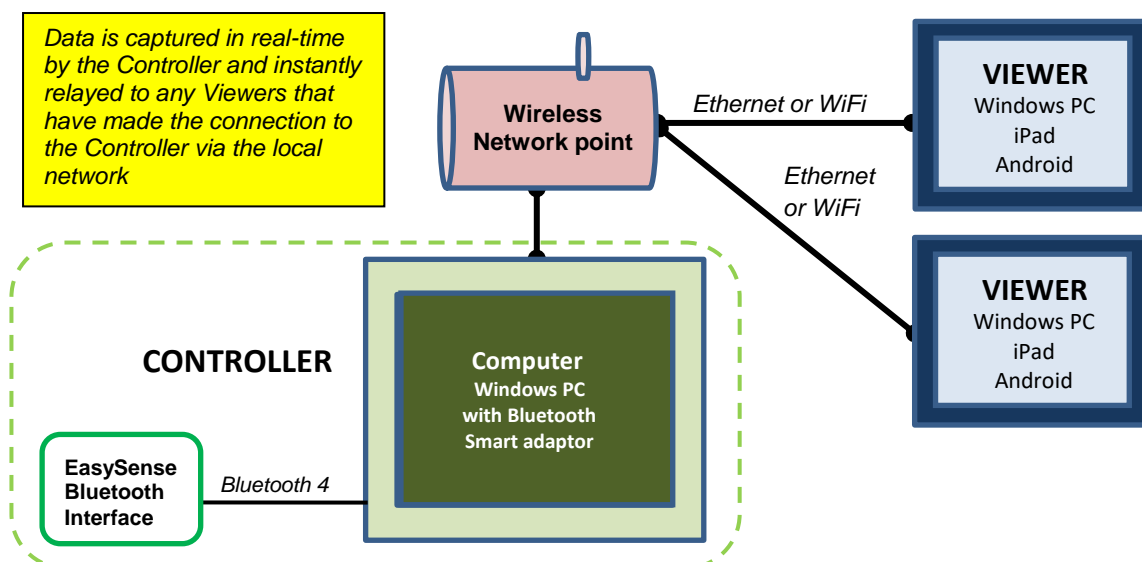 Data is captured in real-time
by the Controller and instantly
relayed to any Viewers that
have made the connection to
the Controller via the local
network
Wireless
Network point
Ethernet or WiFi
VIEWER
Windows PC
iPad
Android
Ethernet
or WiFi
VIEWER
Windows PC
iPad
Android
CONTROLLER
Computer
Windows PC
with Bluetooth
Smart adaptor
EasySense
Bluetooth
Interface
Bluetooth 4